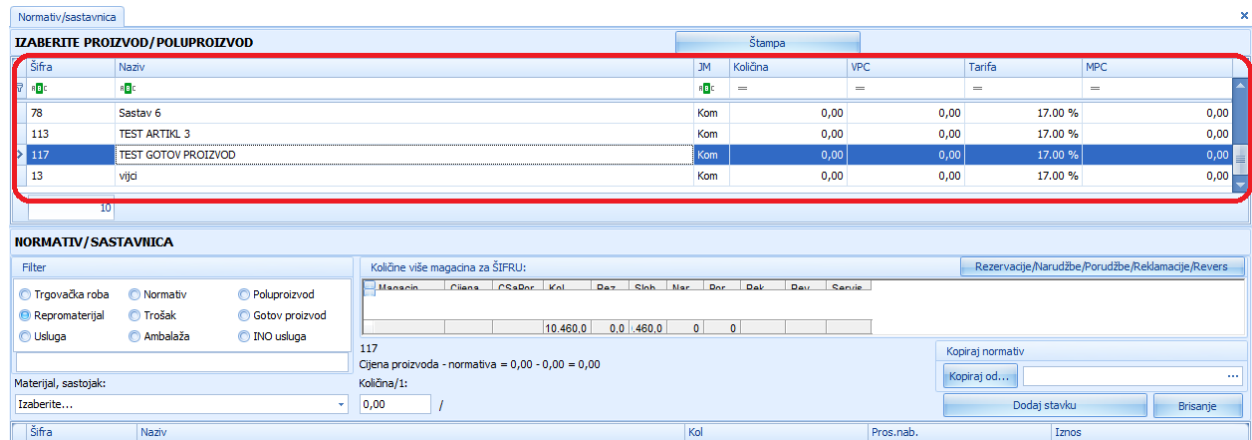 Normativ/sastavnica
IZABERITE PROIZVOD/POLUPROIZVOD Štampa
Šifra Naziv JM Količina VPC Tarifa MPC
ABC ABC ABC = = = =
78 Sastav 6 Kom 0,00 0,00 17.00 % 0,00
113 TEST ARTIKL 3 Kom 0,00 0,00 17.00 % 0,00
117 TEST GOTOV PROIZVOD Kom 0,00 0,00 17.00 % 0,00
13 vijci Kom 0,00 0,00 17.00 % 0,00
10
NORMATIV/SASTAVNICA
Filter Količine više magacina za ŠIFRU: Rezervacije/Narudžbe/Porudžbe/Reklamacije/Revers
Trgovačka roba Normativ Poluproizvod Magacin Cijena CSaPor Kol Rez Slob Nar Por Rek Rev Servis
Repromaterijal Trošak Gotov proizvod
Usluga Ambalaža INO usluga 10.460,0 0,0 .460,0 0 0
117 Kopiraj normativ
Cijena proizvoda - normativa = 0,00 - 0,00 = 0,00
Kopiraj od... ...
Materijal, sastojak: Količina/1:
Izaberite... 0,00 / Dodaj stavku Brisanje
Šifra Naziv Kol Pros.nab. Iznos